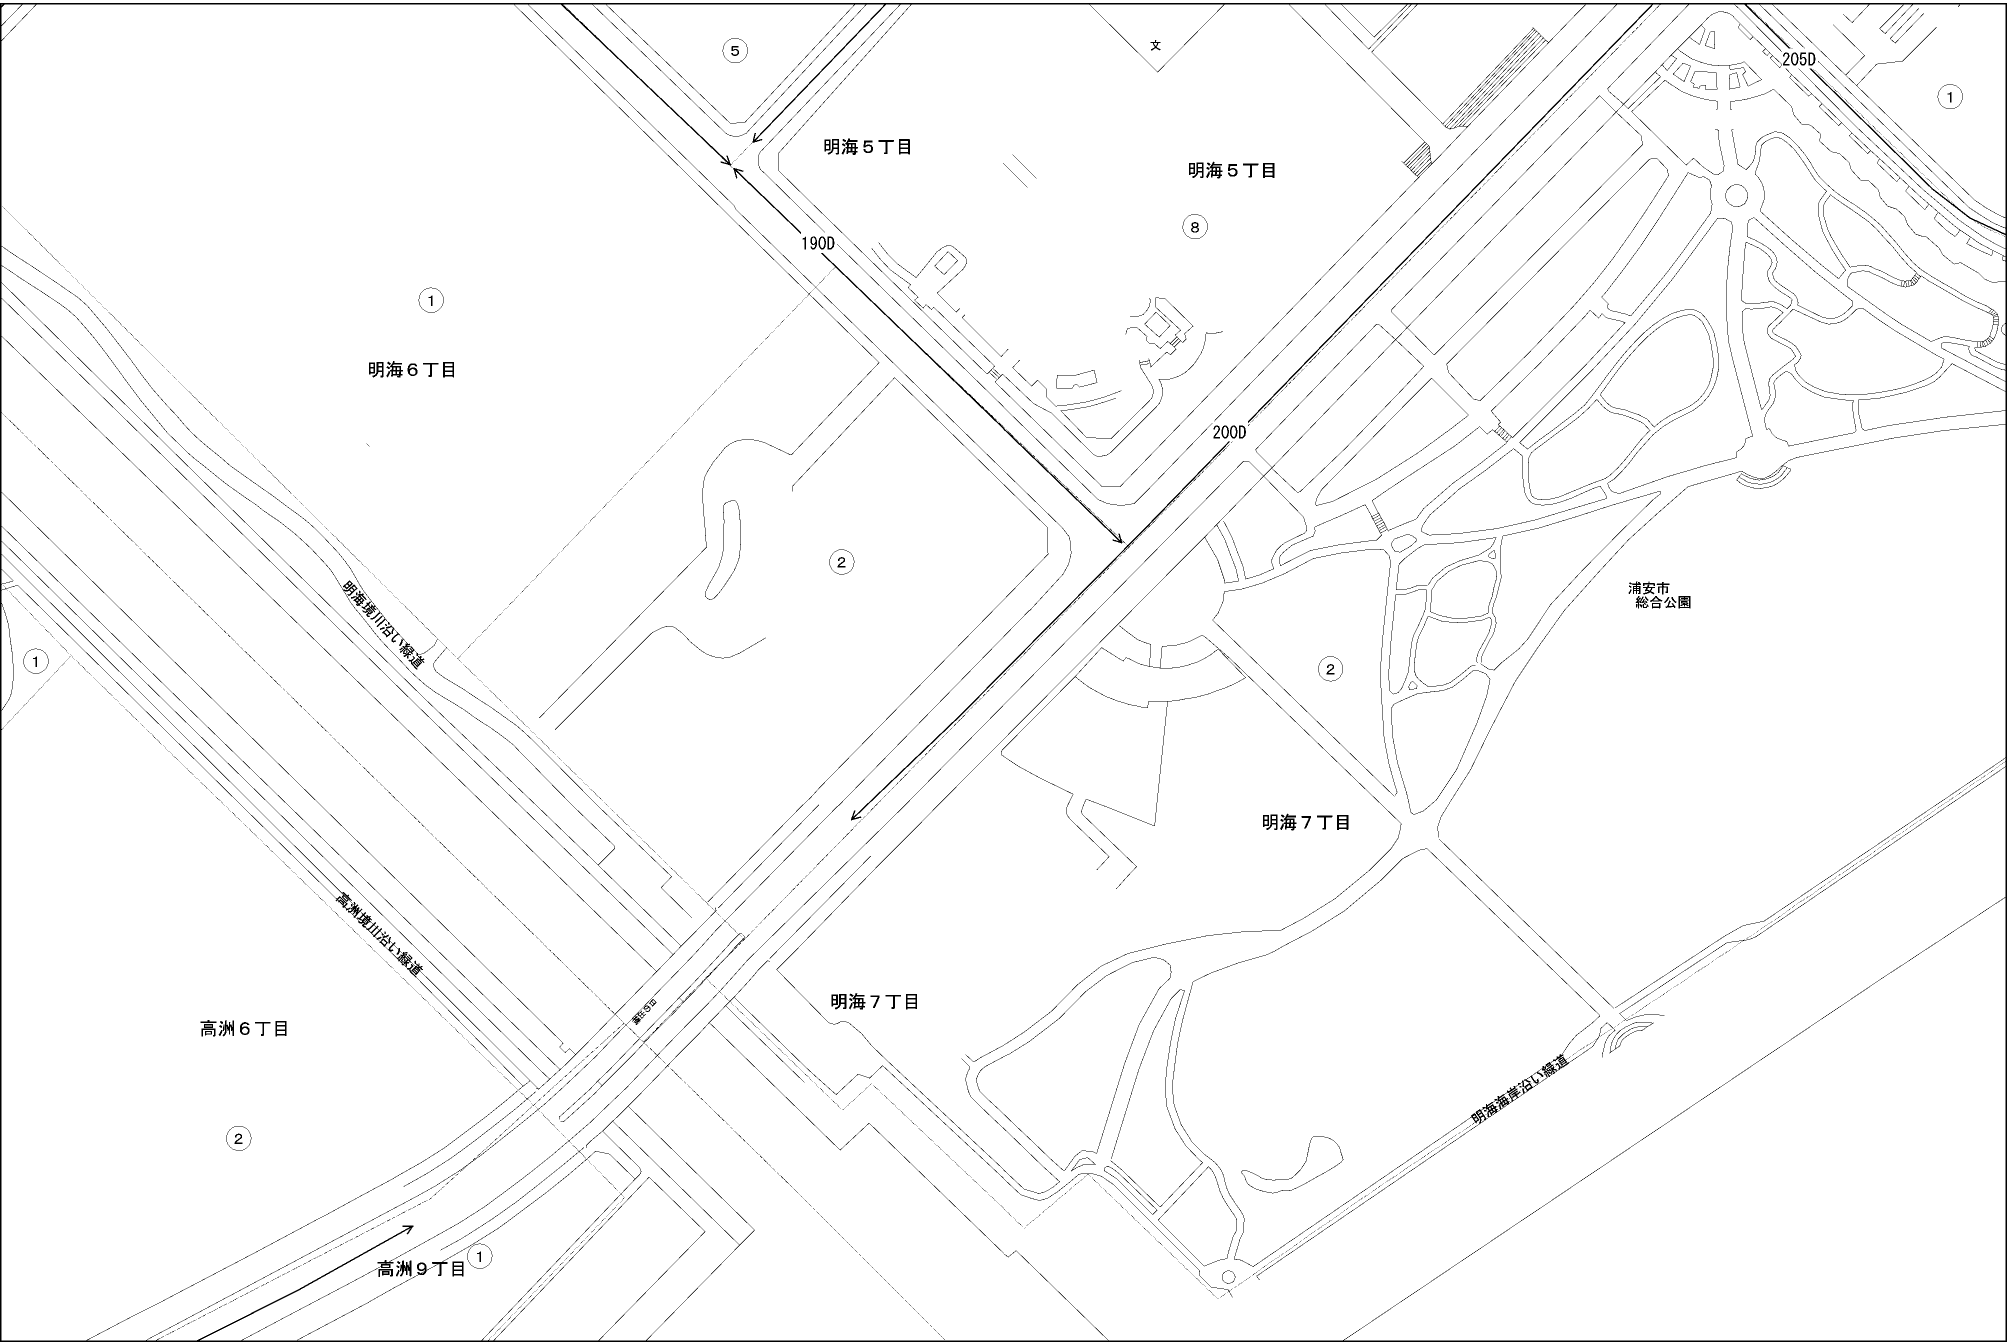 5
文
205D
1
明海５丁目
明海５丁目
8
190D
1
明海６丁目
200D
2
明海境川沿い緑道
浦安市
総合公園
1
2
明海７丁目
高洲境川沿い緑道
明海７丁目
高洲６丁目
明海海岸沿い緑道
2
1
高洲９丁目